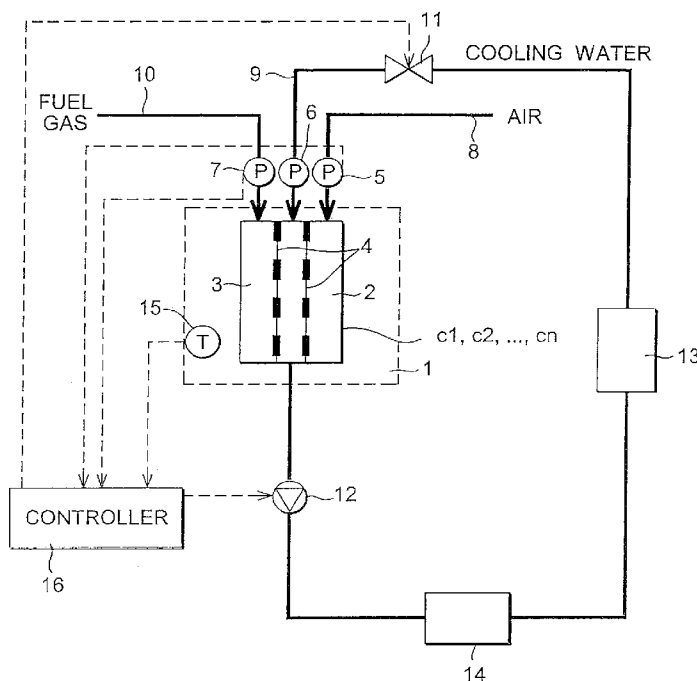 11
COOLING WATER
10
9
FUEL
GAS
6
AIR
8
7
P
P
P
5
4
3
2
15
T
c1, c2, ..., cn
13
1
CONTROLLER
12
16
14